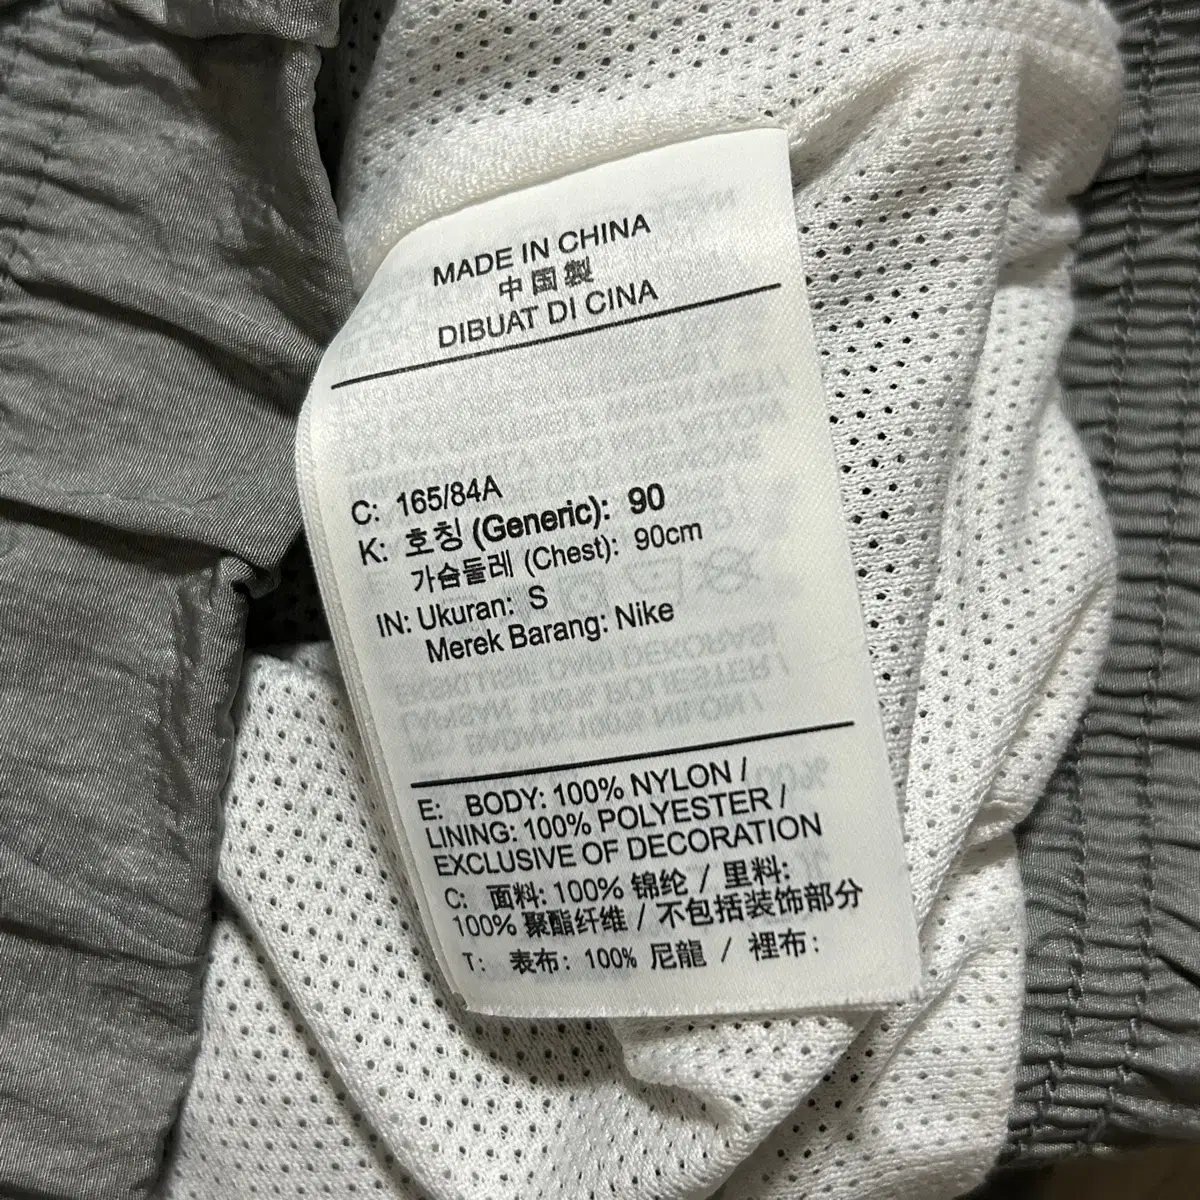 MADE IN CHINA
中国製
DIBUAT DI CINA
C: 165/84A
K: 호칭 (Generic): 90
가슴둘레 (Chest): 90cm
IN: Ukuran: S
Merek Barang: Nike
E: BODY: 100% NYLON /
LINING: 100% POLYESTER /
EXCLUSIVE OF DECORATION
C: 面料: 100% 锦纶 / 里料:
100% 聚酯纤维 / 不包括装饰部分
T: 表布: 100% 尼龍 / 裡布: